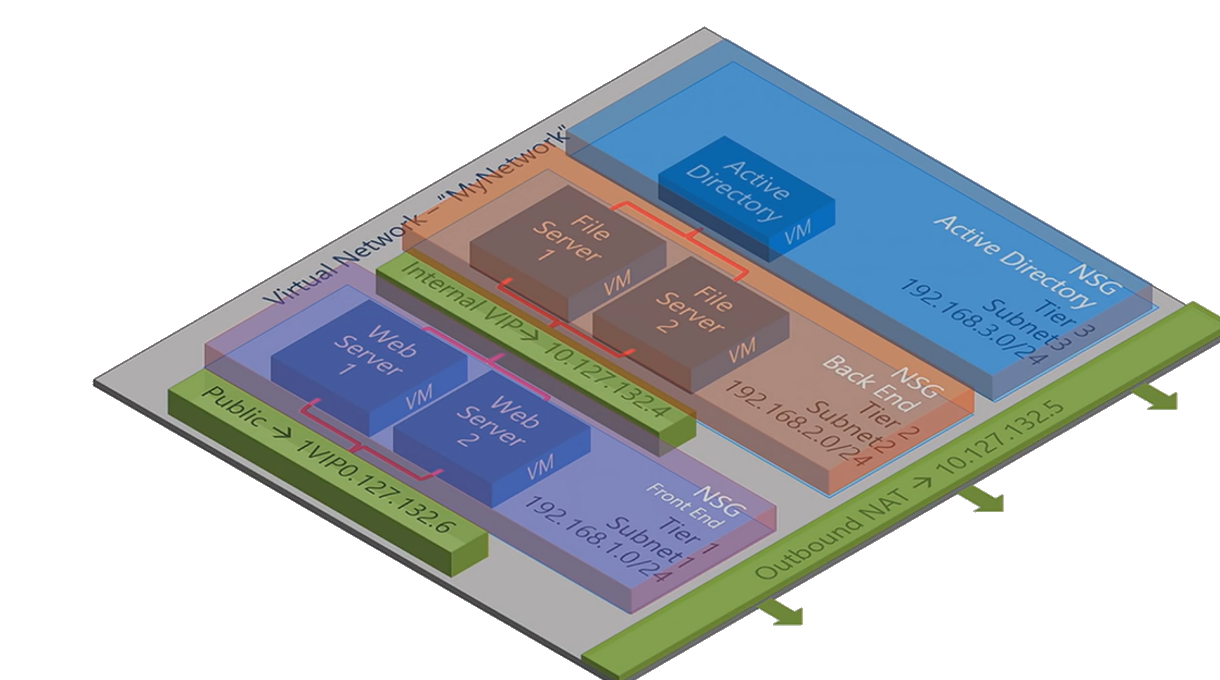 Virtual Network – "MyNetwork"
Active
Directory
VM
NSG
Active Directory
Tier 3
Subnet3
192.168.3.0/24
File
Server
1
VM
File
Server
2
VM
NSG
Back End
Tier 2
Subnet2
192.168.2.0/24
Internal VIP→ 10.127.132.4
Web
Server
1
VM
Web
Server
2
VM
NSG
Front End
Tier 1
Subnet1
192.168.1.0/24
Public → 1VIP0.127.132.6
Outbound NAT → 10.127.132.5